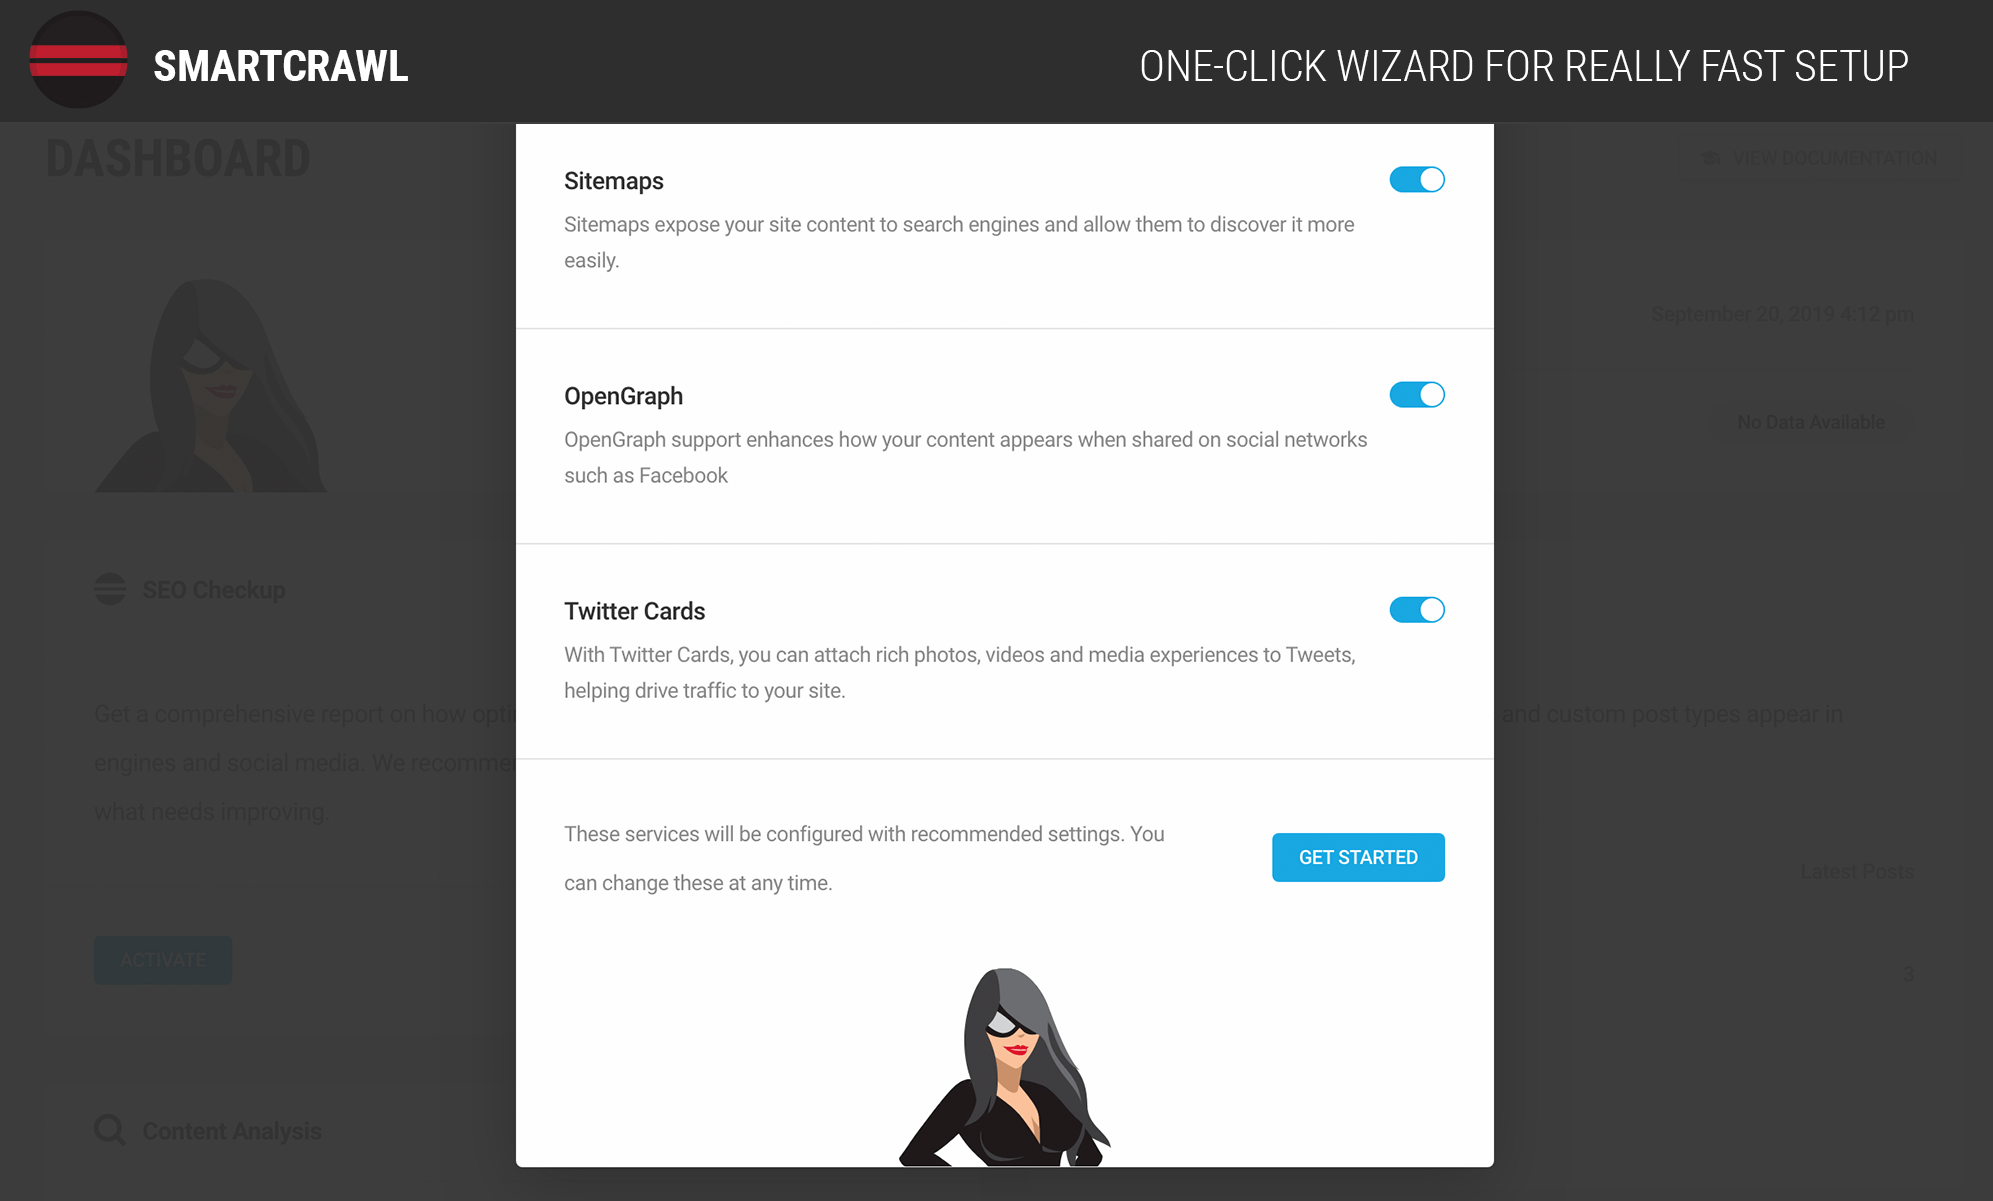 SMARTCRAWL
ONE-CLICK WIZARD FOR REALLY FAST SETUP
DASHBOARD
VIEW DOCUMENTATION
Sitemaps
Sitemaps expose your site content to search engines and allow them to discover it more
easily.
September 20, 2019 4:12 pm
OpenGraph
No Data Available
OpenGraph support enhances how your content appears when shared on social networks
such as Facebook
SEO Checkup
Twitter Cards
With Twitter Cards, you can attach rich photos, videos and media experiences to Tweets,
helping drive traffic to your site.
Get a comprehensive report on how opti
and custom post types appear in
engines and social media. We recomme
what needs improving.
These services will be configured with recommended settings. You
can change these at any time.
GET STARTED
Latest Posts
ACTIVATE
3
Content Analysis